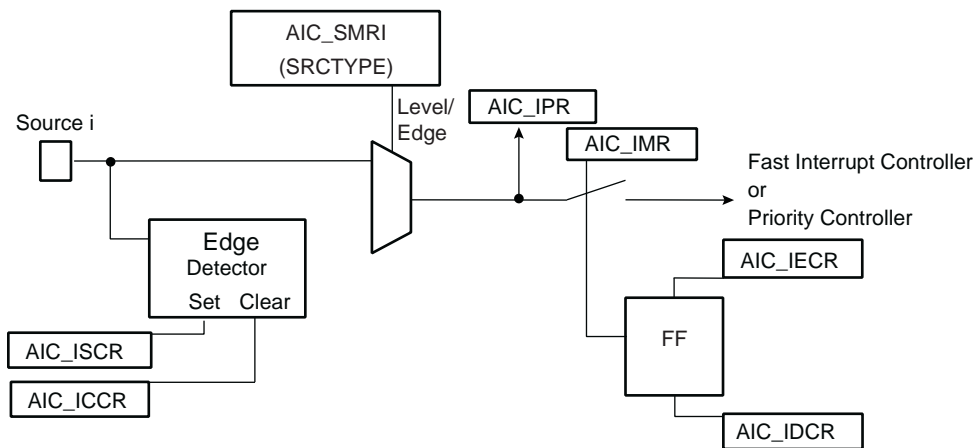 AIC_SMRI
(SRCTYPE)
Level/
Edge
AIC_IPR
Source i
AIC_IMR
Fast Interrupt Controller
or
Priority Controller
Edge
Detector
Set Clear
AIC_IECR
FF
AIC_ISCR
AIC_ICCR
AIC_IDCR